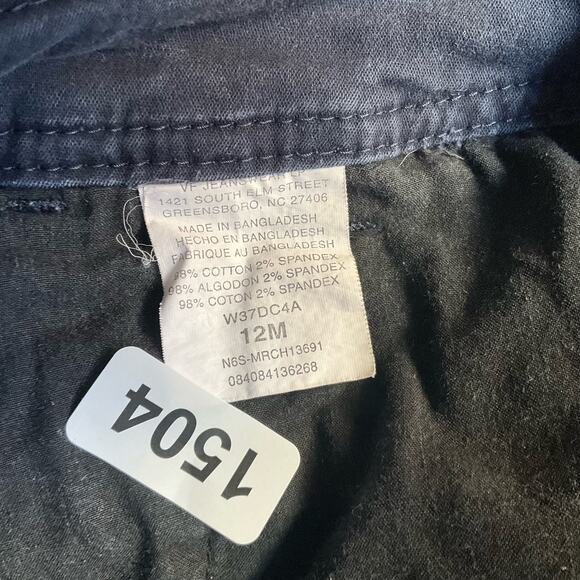 VF JEANSWEAR LP
1421 SOUTH ELM STREET
GREENSBORO, NC 27406
MADE IN BANGLADESH
HECHO EN BANGLADESH
FABRIQUE AU BANGLADESH
98% COTTON 2% SPANDEX
98% ALGODON 2% SPANDEX
98% COTON 2% SPANDEX
W37DC4A
12M
N6S-MRCH13691
084084136268
1504